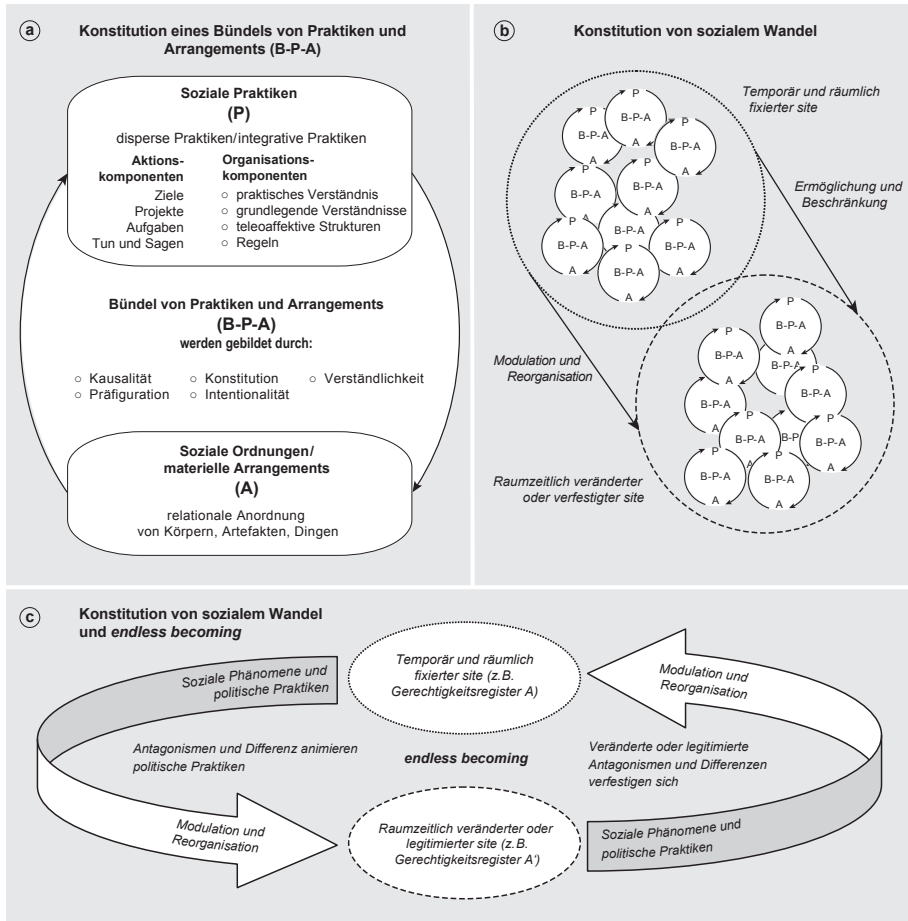 a
Konstitution eines Bündels von Praktiken und
Arrangements (B-P-A)
Soziale Praktiken
(P)
disperse Praktiken/integrative Praktiken
Aktions-
komponenten
Ziele
Projekte
Aufgaben
Tun und Sagen
Organisations-
komponenten
○ praktisches Verständnis
○ grundlegende Verständnisse
○ teleoaffektive Strukturen
○ Regeln
Bündel von Praktiken und Arrangements
(B-P-A)
werden gebildet durch:
○ Kausalität ○ Konstitution ○ Verständlichkeit
○ Präfiguration ○ Intentionalität
Soziale Ordnungen/
materielle Arrangements
(A)
relationale Anordnung
von Körpern, Artefakten, Dingen
b
Konstitution von sozialem Wandel
Temporär und räumlich
fixierter site
P
B-P-A
P
B-P-A
P
B-P-A
A
P
B-P-A
P
B-P-A
A
B-P-A
P
B-P-A
A
P
B-P-A
A
P
B-P-A
A
Ermöglichung und
Beschränkung
Modulation und
Reorganisation
P
B-P-A
A
P
B-P-A
B-P-A
P
B-P-A
B-P-A
A
P
B-P-A
A
B-P
P
B-P-A
A
P
B-P-A
A
P
B-P-A
A
Raumzeitlich veränderter
oder verfestigter site
c
Konstitution von sozialem Wandel
und endless becoming
Soziale Phänomene und
politische Praktiken
Temporär und räumlich
fixierter site (z.B.
Gerechtigkeitsregister A)
Modulation und
Reorganisation
Antagonismen und Differenz animieren
politische Praktiken
endless becoming
Veränderte oder legitimierte
Antagonismen und Differenzen
verfestigen sich
Modulation und
Reorganisation
Raumzeitlich veränderter oder
legitimierter site (z.B.
Gerechtigkeitsregister A')
Soziale Phänomene und
politische Praktiken